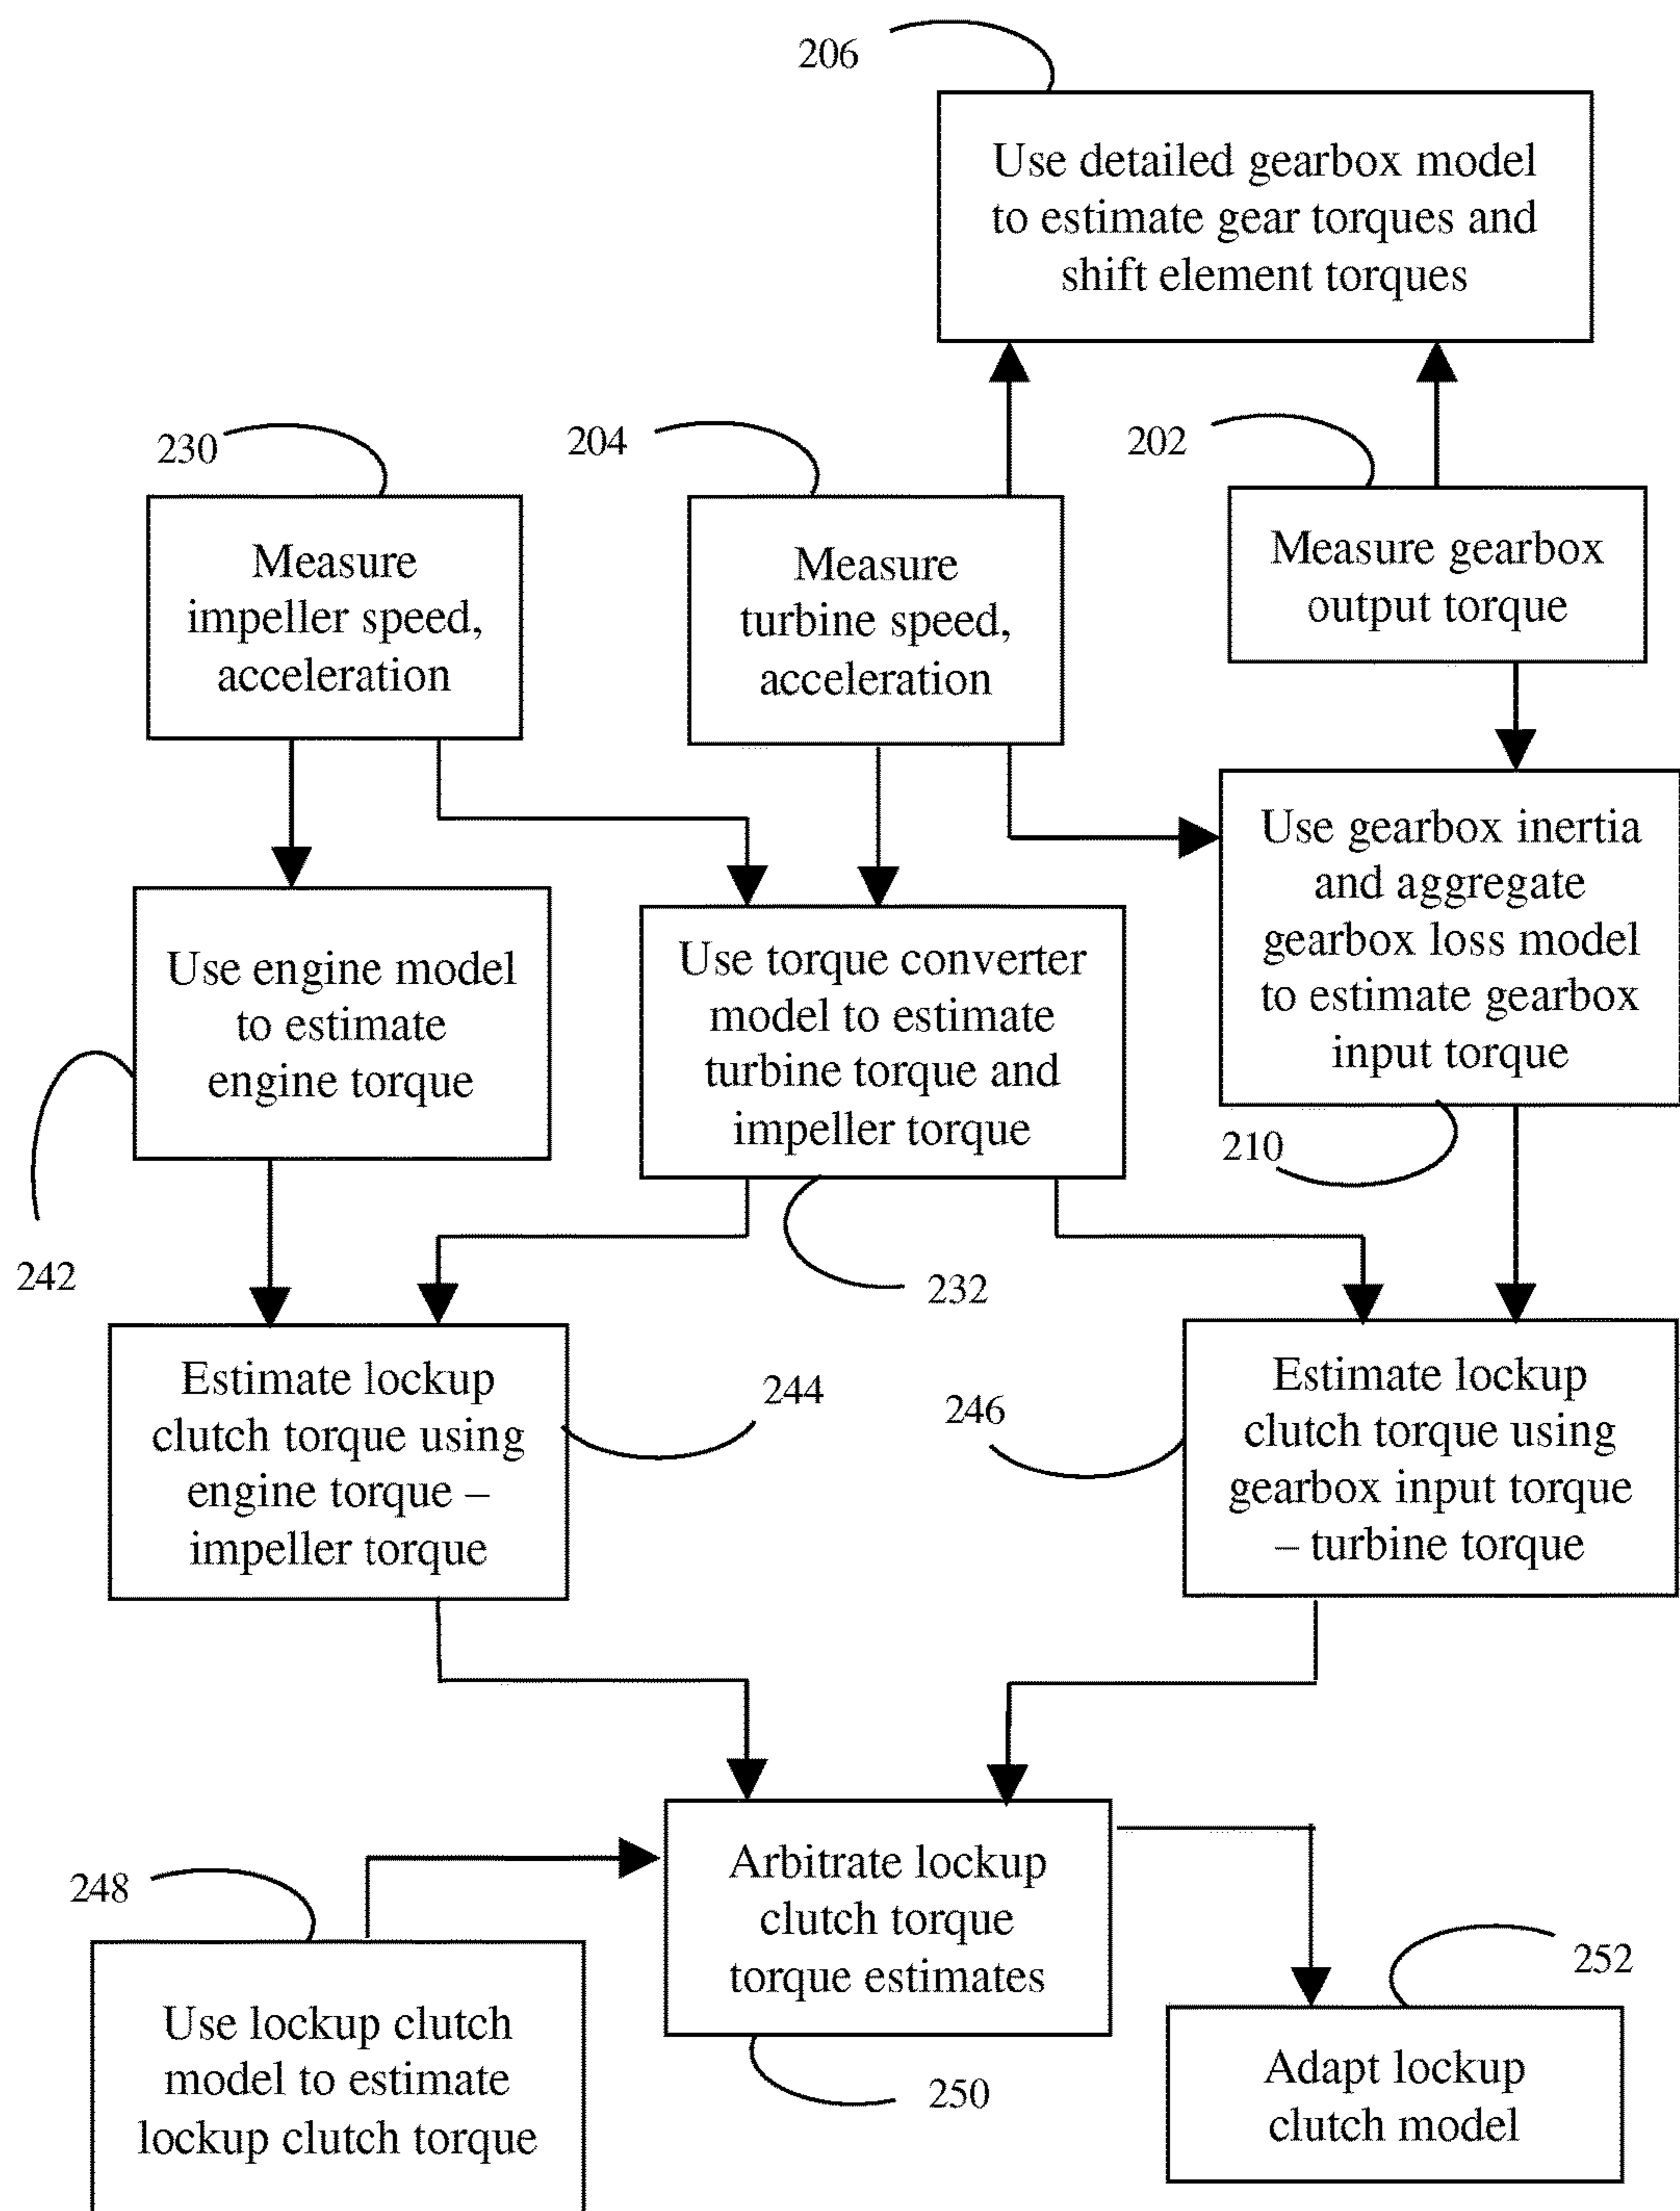 206
Use detailed gearbox model
to estimate gear torques and
shift element torques
230
204
202
Measure
impeller speed,
acceleration
Measure
turbine speed,
acceleration
Measure gearbox
output torque
Use engine model
to estimate
engine torque
Use torque converter
model to estimate
turbine torque and
impeller torque
Use gearbox inertia
and aggregate
gearbox loss model
to estimate gearbox
input torque
210
242
232
Estimate lockup
clutch torque using
engine torque –
impeller torque
244
246
Estimate lockup
clutch torque using
gearbox input torque
– turbine torque
248
Arbitrate lockup
clutch torque
torque estimates
252
Use lockup clutch
model to estimate
lockup clutch torque
250
Adapt lockup
clutch model